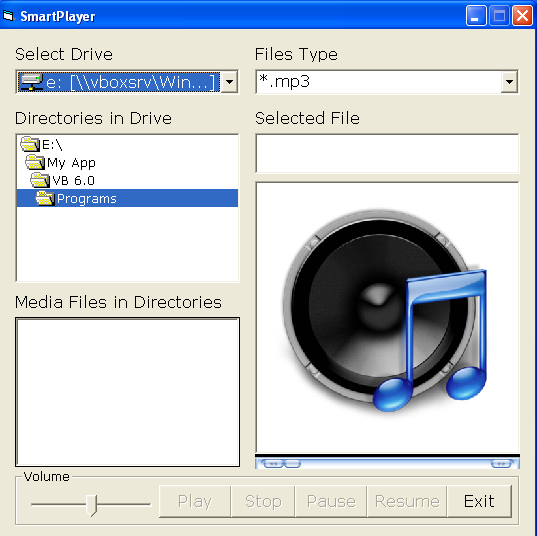 SmartPlayer
Select Drive
Files Type
e: [\\vboxsrv\Win...]
*.mp3
Directories in Drive
Selected File
E:\
My App
VB 6.0
Programs
Media Files in Directories
Volume
Play
Stop
Pause
Resume
Exit